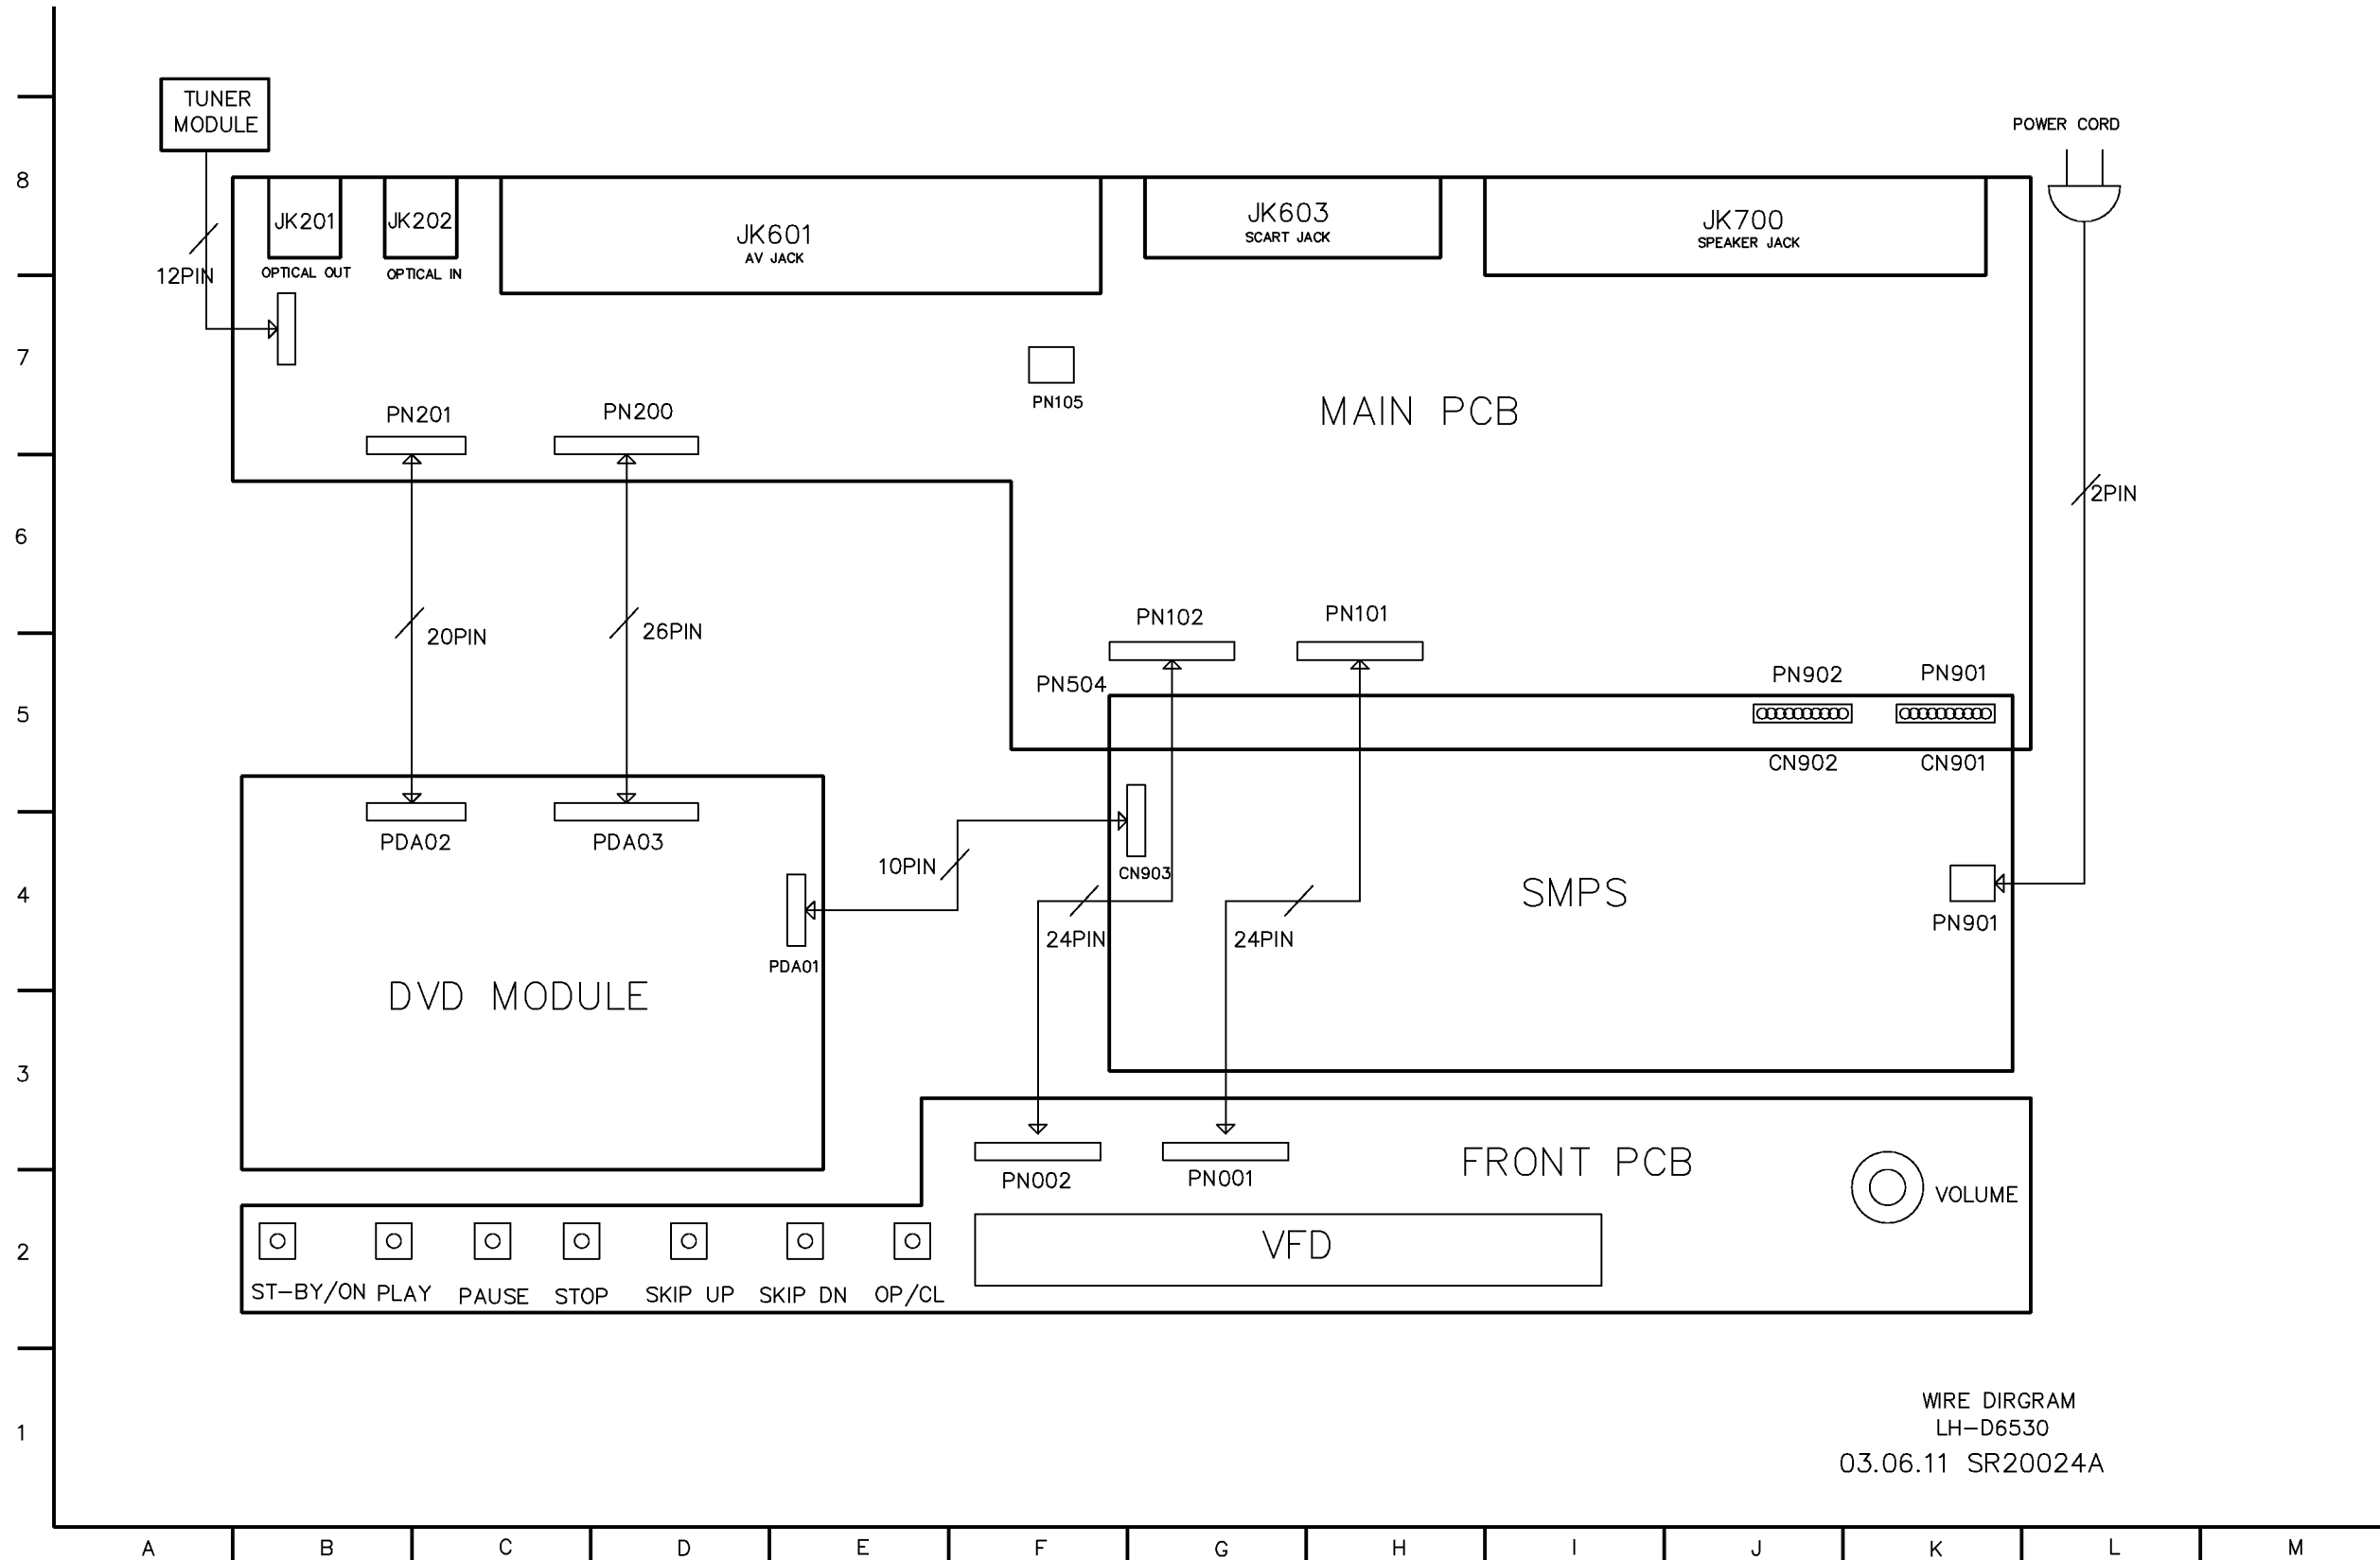 TUNER
MODULE
POWER CORD
8
JK201
JK202
JK601
AV JACK
JK603
SCART JACK
JK700
SPEAKER JACK
12PIN
OPTICAL OUT
OPTICAL IN
7
PN201
PN200
PN105
MAIN PCB
2PIN
6
20PIN
26PIN
PN102
PN101
PN504
PN902
PN901
5
CN902
CN901
PDA02
PDA03
10PIN
CN903
4
SMPS
PN901
24PIN
24PIN
PDA01
DVD MODULE
3
PN002
PN001
FRONT PCB
VOLUME
2
VFD
ST-BY/ON
PLAY
PAUSE
STOP
SKIP UP
SKIP DN
OP/CL
1
WIRE DIRGRAM
LH-D6530
03.06.11 SR20024A
A B C D E F G H I J K L M